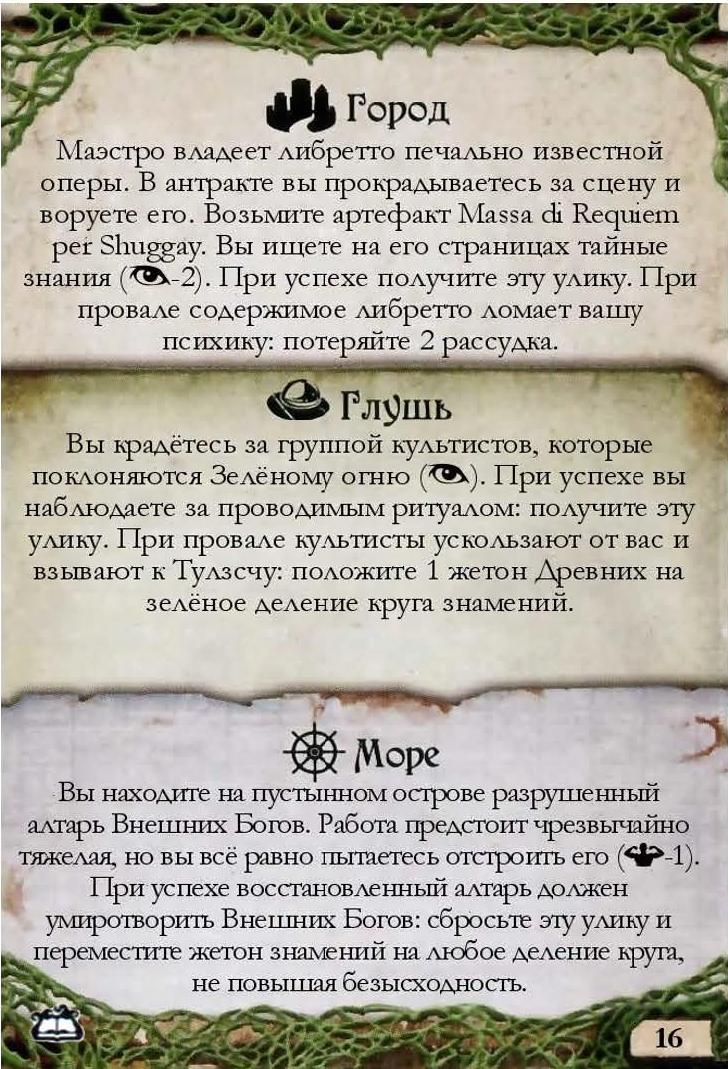 Город
Маэстро владеет либретто печально известной
оперы. В антракте вы прокрадываетесь за сцену и
воруете его. Возьмите артефакт Massa di Requiem
per Shuggay. Вы ищете на его страницах тайные
знания (-2). При успехе получите эту улику. При
провале содержимое либретто ломает вашу
психику: потеряйте 2 рассудка.
Глушь
Вы крадётесь за группой культистов, которые
поклоняются Зелёному огню (). При успехе вы
наблюдаете за проводимым ритуалом: получите эту
улику. При провале культисты ускользают от вас и
взывают к Тулзсчу: положите 1 жетон Древних на
зелёное деление круга знамений.
Море
Вы находите на пустынном острове разрушенный
алтарь Внешних Богов. Работа предстоит чрезвычайно
тяжелая, но вы всё равно пытаетесь отстроить его (-1).
При успехе восстановленный алтарь должен
умиротворить Внешних Богов: сбросьте эту улику и
переместите жетон знамений на любое деление круга,
не повышая безысходность.
16